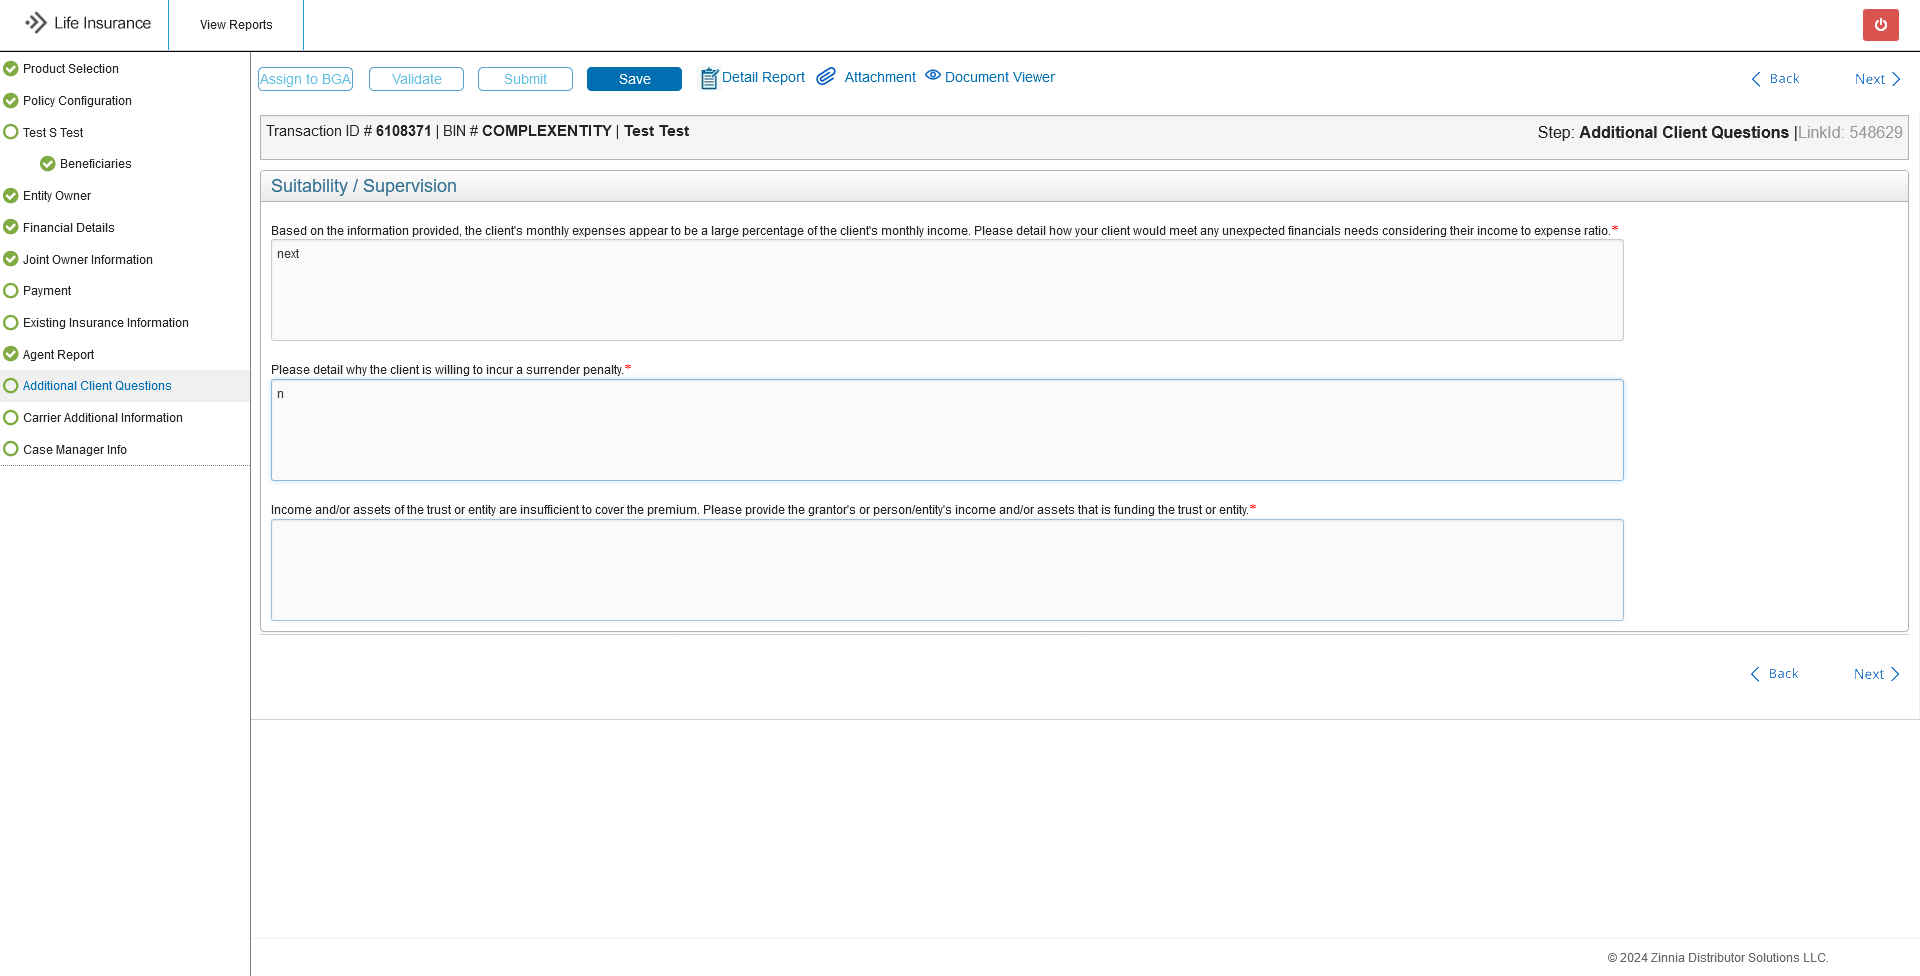 Life Insurance
View Reports
Product Selection
Policy Configuration
Test S Test
Beneficiaries
Entity Owner
Financial Details
Joint Owner Information
Payment
Existing Insurance Information
Agent Report
Additional Client Questions
Carrier Additional Information
Case Manager Info
Assign to BGA
Validate
Submit
Save
Detail Report
Attachment
Document Viewer
Back
Next
Transaction ID # 6108371 | BIN # COMPLEXENTITY | Test Test
Step: Additional Client Questions |LinkId: 548629
Suitability / Supervision
Based on the information provided, the client's monthly expenses appear to be a large percentage of the client's monthly income. Please detail how your client would meet any unexpected financials needs considering their income to expense ratio.*
next
Please detail why the client is willing to incur a surrender penalty.*
n
Income and/or assets of the trust or entity are insufficient to cover the premium. Please provide the grantor's or person/entity's income and/or assets that is funding the trust or entity.*
Back
Next
© 2024 Zinnia Distributor Solutions LLC.